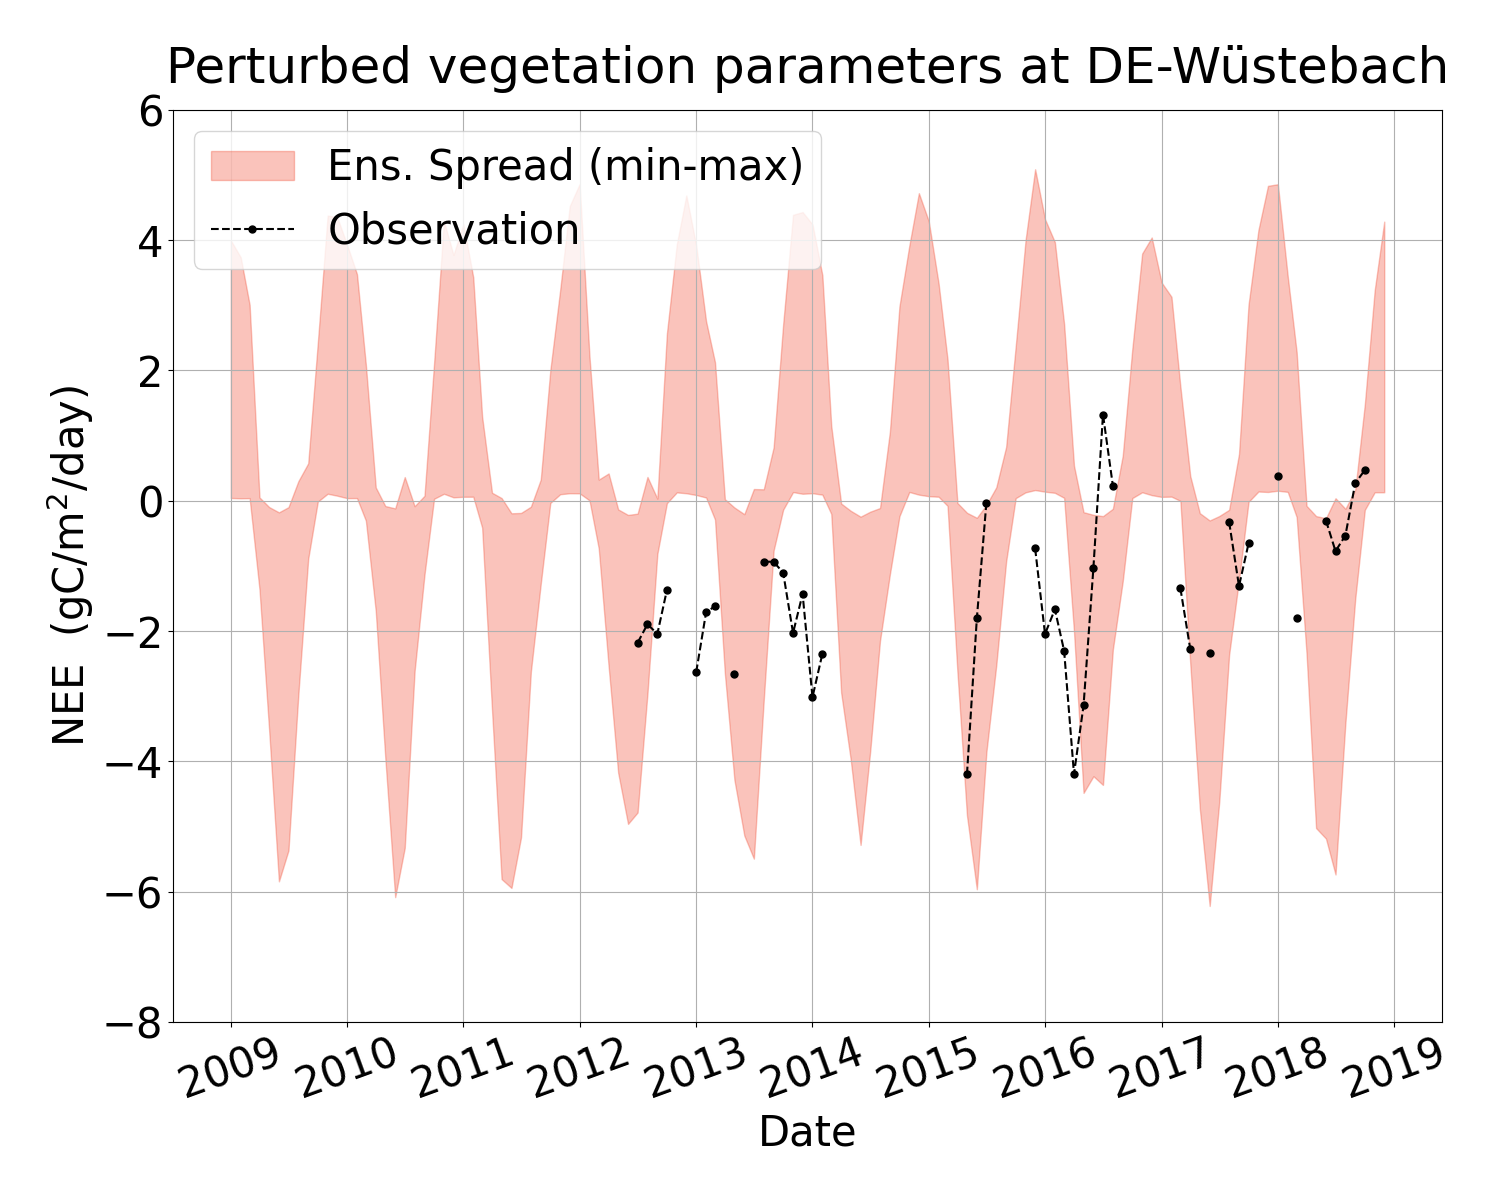 Perturbed vegetation parameters at DE-Wüstebach
6
4
2
0
−2
−4
−6
−8
NEE (gC/m²/day)
Ens. Spread (min-max)
Observation
2009 2010 2011 2012 2013 2014 2015 2016 2017 2018 2019
Date